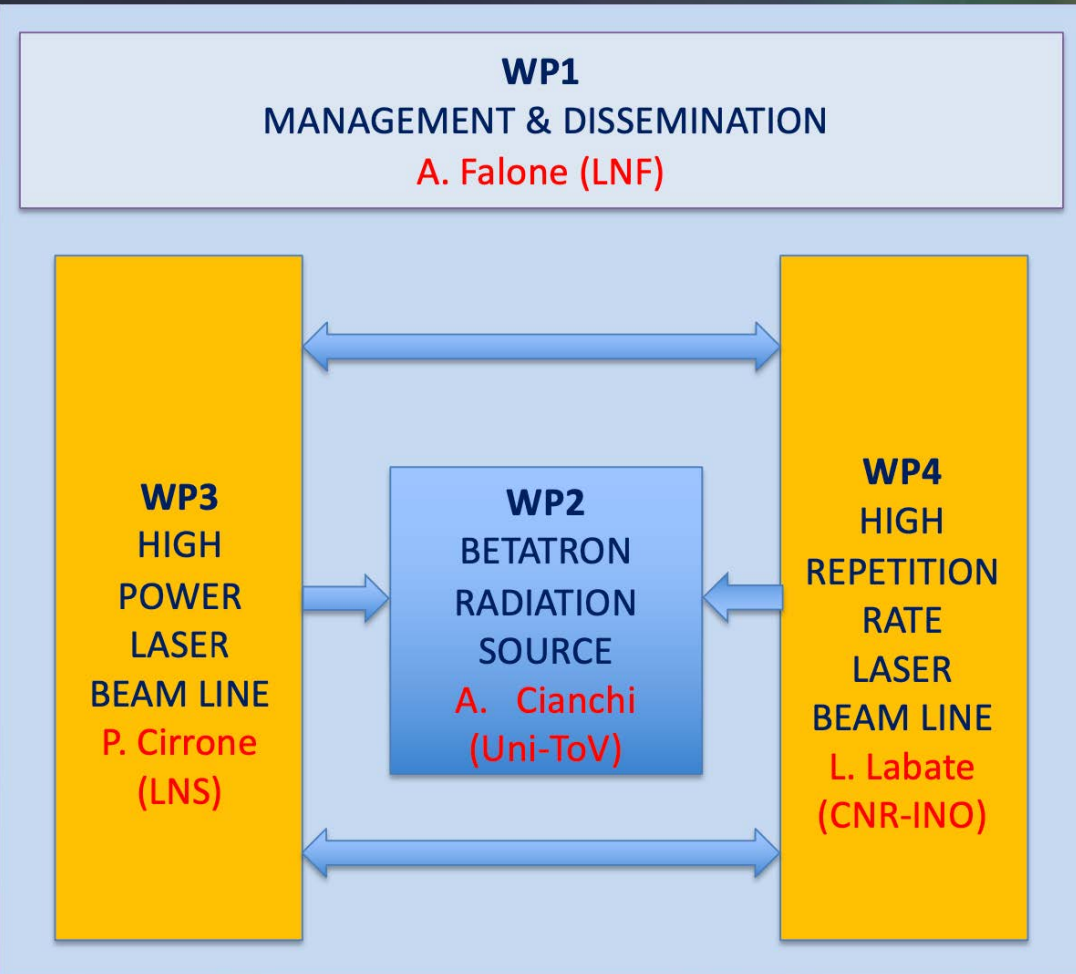 WP1
MANAGEMENT & DISSEMINATION
A. Falone (LNF)
WP3
HIGH
POWER
LASER
BEAM LINE
P. Cirrone
(LNS)
WP2
BETATRON
RADIATION
SOURCE
A. Cianchi
(Uni-ToV)
WP4
HIGH
REPETITION
RATE
LASER
BEAM LINE
L. Labate
(CNR-INO)